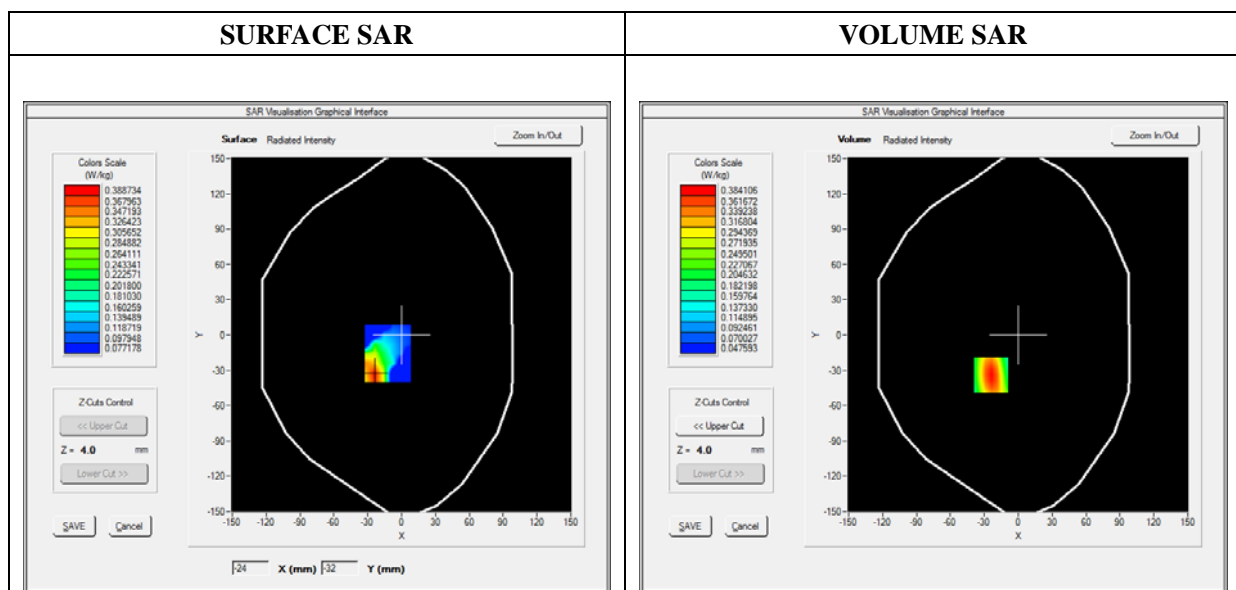 SURFACE SAR
VOLUME SAR
SAR Visualisation Graphical Interface
Surface Radiated Intensity
Zoom In/Out
Colors Scale
(W/kg)
0.388734
0.367963
0.347193
0.326423
0.305652
0.284882
0.264111
0.243341
0.222571
0.201800
0.181030
0.160259
0.139489
0.118719
0.097948
0.077178
Z-Cuts Control
<< Upper Cut
Z = 4.0 mm
Lower Cut >>
SAVE Cancel
150
120
90
60
30
0
-30
-60
-90
-120
-150
Y
-150 -120 -90 -60 -30 0 30 60 90 120 150
X
-24 X (mm) -32 Y (mm)
SAR Visualisation Graphical Interface
Volume Radiated Intensity
Zoom In/Out
Colors Scale
(W/kg)
0.384106
0.361672
0.339238
0.316804
0.294369
0.271935
0.249501
0.227067
0.204632
0.182198
0.159764
0.137330
0.114895
0.092461
0.070027
0.047593
Z-Cuts Control
<< Upper Cut
Z = 4.0 mm
Lower Cut >>
SAVE Cancel
150
120
90
60
30
0
-30
-60
-90
-120
-150
Y
-150 -120 -90 -60 -30 0 30 60 90 120 150
X